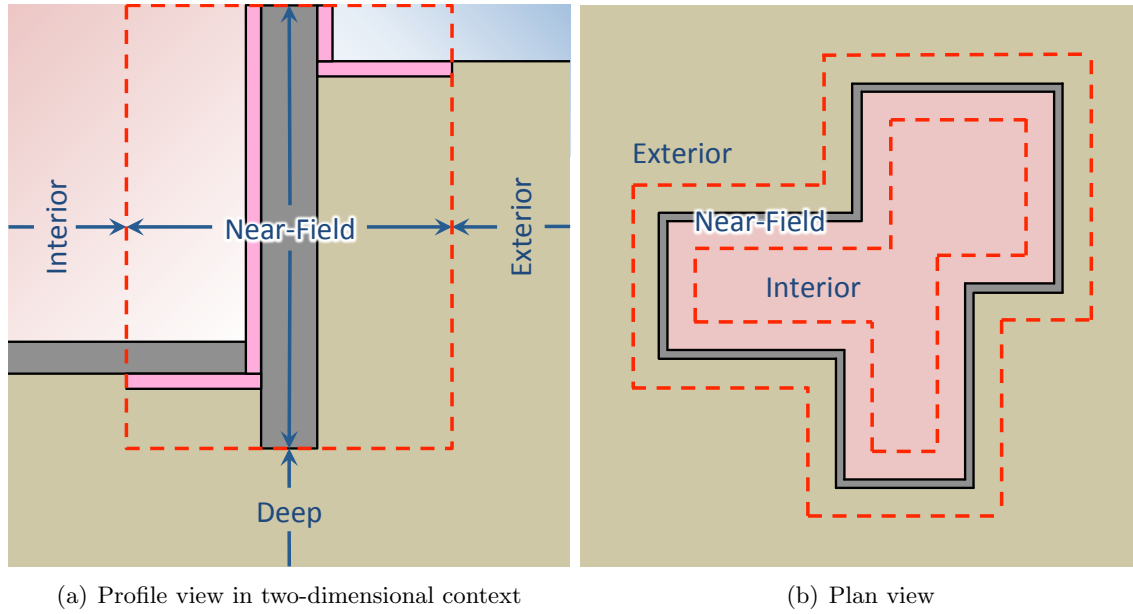 Interior
Near-Field
Exterior
Deep
Exterior
Near-Field
Interior
(a) Profile view in two-dimensional context
(b) Plan view